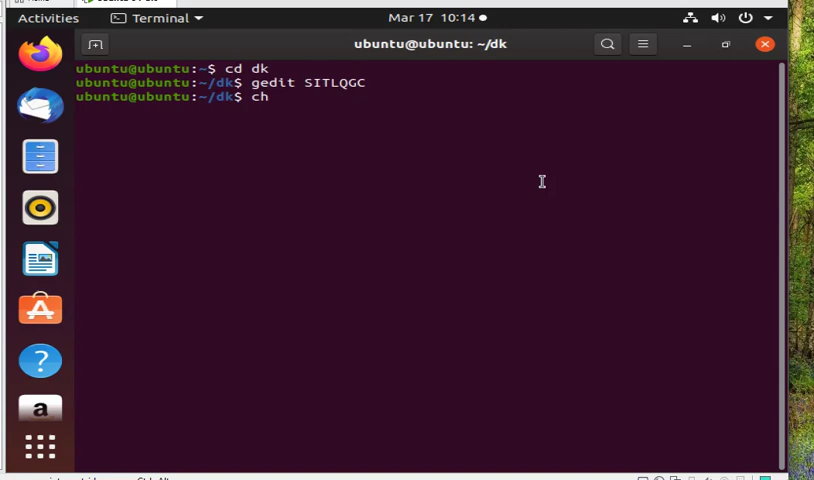 Activities
Terminal
Mar 17 10:14
ubuntu@ubuntu: ~/dk
ubuntu@ubuntu:~$ cd dk
ubuntu@ubuntu:~/dk$ gedit SITLQGC
ubuntu@ubuntu:~/dk$ ch
a